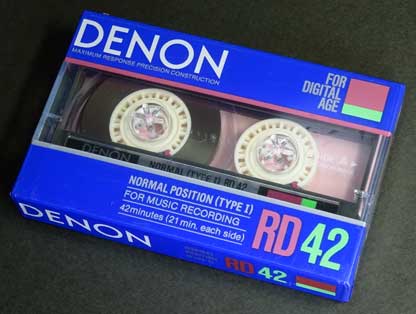 DENON
MAXIMUM RESPONSE PRECISION CONSTRUCTION
FOR
DIGITAL
AGE
DENON NORMAL (TYPE I) RD 42
NORMAL POSITION (TYPE I)
FOR MUSIC RECORDING
42minutes (21 min. each side)
RD 42
DENON
RD 42